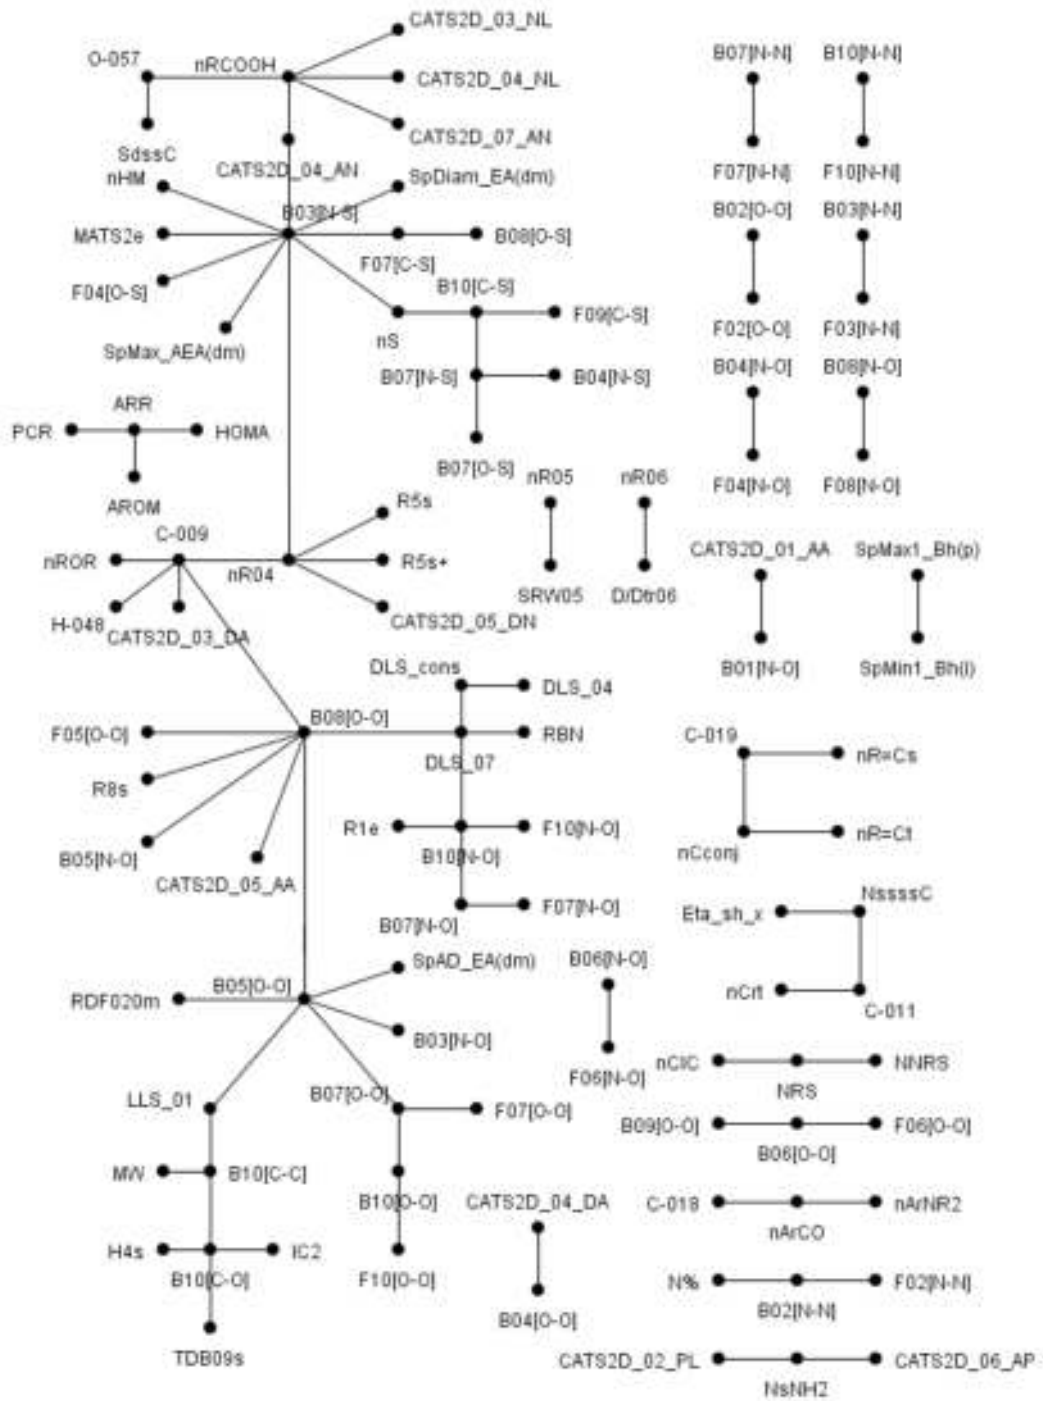 CATS2D_03_NL
O-057
nRCOOH
CATS2D_04_NL
CATS2D_07_AN
SdssC
nHM
CATS2D_04_AN
SpDiam_EA(dm)
B03[N-S]
MATS2e
B08[O-S]
F07[C-S]
F04[O-S]
B10[C-S]
F09[C-S]
nS
SpMax_AEA(dm)
B07[N-S]
B04[N-S]
B07[O-S]
ARR
PCR
HOMA
AROM
R5s
C-009
nROR
nR04
R5s+
H-048
CATS2D_03_DA
CATS2D_05_DN
nR05
nR06
SRW05
D/Dtr06
B07[N-N]
B10[N-N]
F07[N-N]
F10[N-N]
B02[O-O]
B03[N-N]
F02[O-O]
F03[N-N]
B04[N-O]
B08[N-O]
F04[N-O]
F08[N-O]
CATS2D_01_AA
SpMax1_Bh(p)
B01[N-O]
SpMin1_Bh(i)
DLS_cons
DLS_04
B08[O-O]
F05[O-O]
RBN
DLS_07
R8s
R1e
F10[N-O]
B05[N-O]
B10[N-O]
CATS2D_05_AA
B07[N-O]
F07[N-O]
C-019
nR=Cs
nR=Ct
nCconj
NssssC
Eta_sh_x
nCrt
C-011
SpAD_EA(dm)
B05[O-O]
RDF020m
B03[N-O]
B06[N-O]
F06[N-O]
LLS_01
B07[O-O]
F07[O-O]
MW
B10[C-C]
B10[O-O]
H4s
IC2
B10[C-O]
F10[O-O]
TDB09s
CATS2D_04_DA
B04[O-O]
nCIC
NNRS
NRS
B09[O-O]
F06[O-O]
B06[O-O]
C-018
nArNR2
nArCO
N%
F02[N-N]
B02[N-N]
CATS2D_02_PL
CATS2D_06_AP
NsNH2